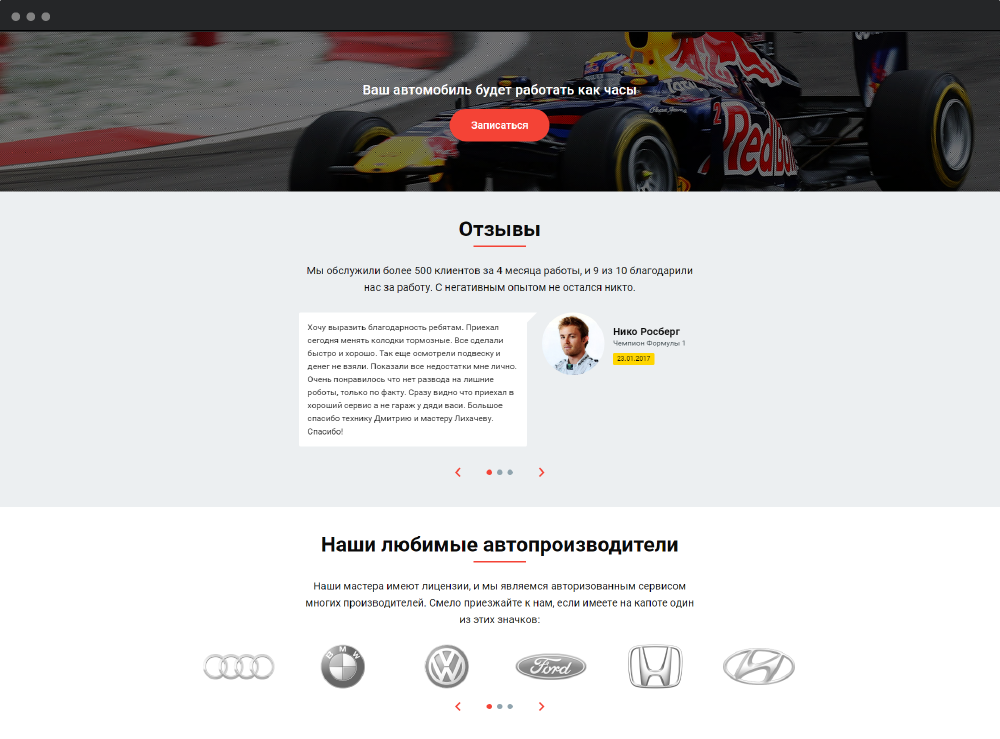 Ваш автомобиль будет работать как часы
Записаться
Red Bull
Отзывы
Мы обслужили более 500 клиентов за 4 месяца работы, и 9 из 10 благодарили
нас за работу. С негативным опытом не остался никто.
Хочу выразить благодарность ребятам. Приехал
сегодня менять колодки тормозные. Все сделали
быстро и хорошо. Так еще осмотрели подвеску и
денег не взяли. Показали все недостатки мне лично.
Очень понравилось что нет развода на лишние
роботы, только по факту. Сразу видно что приехал в
хороший сервис а не гараж у дяди васи. Большое
спасибо технику Дмитрию и мастеру Лихачеву.
Спасибо!
Нико Росберг
Чемпион Формулы 1
23.01.2017
Наши любимые автопроизводители
Наши мастера имеют лицензии, и мы являемся авторизованным сервисом
многих производителей. Смело приезжайте к нам, если имеете на капоте один
из этих значков:
BMW
Ford